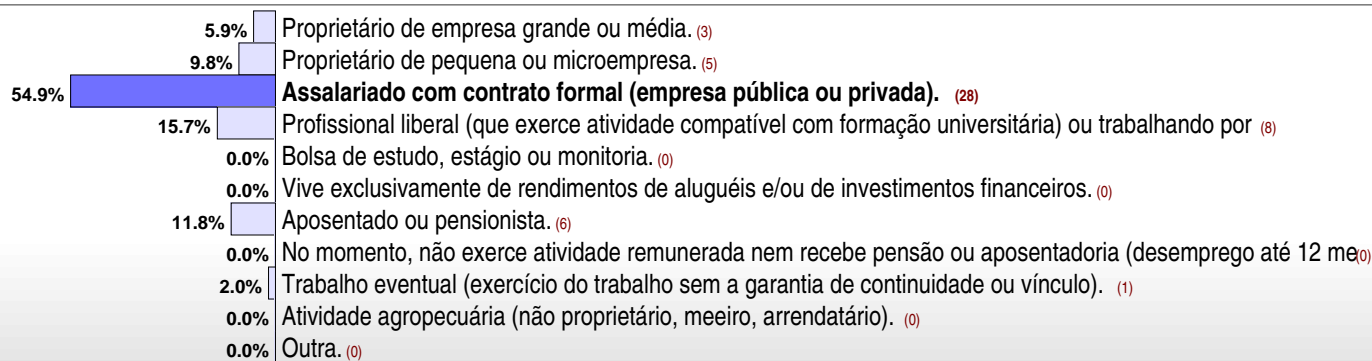 5.9% Proprietário de empresa grande ou média. (3)
9.8% Proprietário de pequena ou microempresa. (5)
54.9% Assalariado com contrato formal (empresa pública ou privada). (28)
15.7% Profissional liberal (que exerce atividade compatível com formação universitária) ou trabalhando por (8)
0.0% Bolsa de estudo, estágio ou monitoria. (0)
0.0% Vive exclusivamente de rendimentos de aluguéis e/ou de investimentos financeiros. (0)
11.8% Aposentado ou pensionista. (6)
0.0% No momento, não exerce atividade remunerada nem recebe pensão ou aposentadoria (desemprego até 12 me(0)
2.0% Trabalho eventual (exercício do trabalho sem a garantia de continuidade ou vínculo). (1)
0.0% Atividade agropecuária (não proprietário, meeiro, arrendatário). (0)
0.0% Outra. (0)